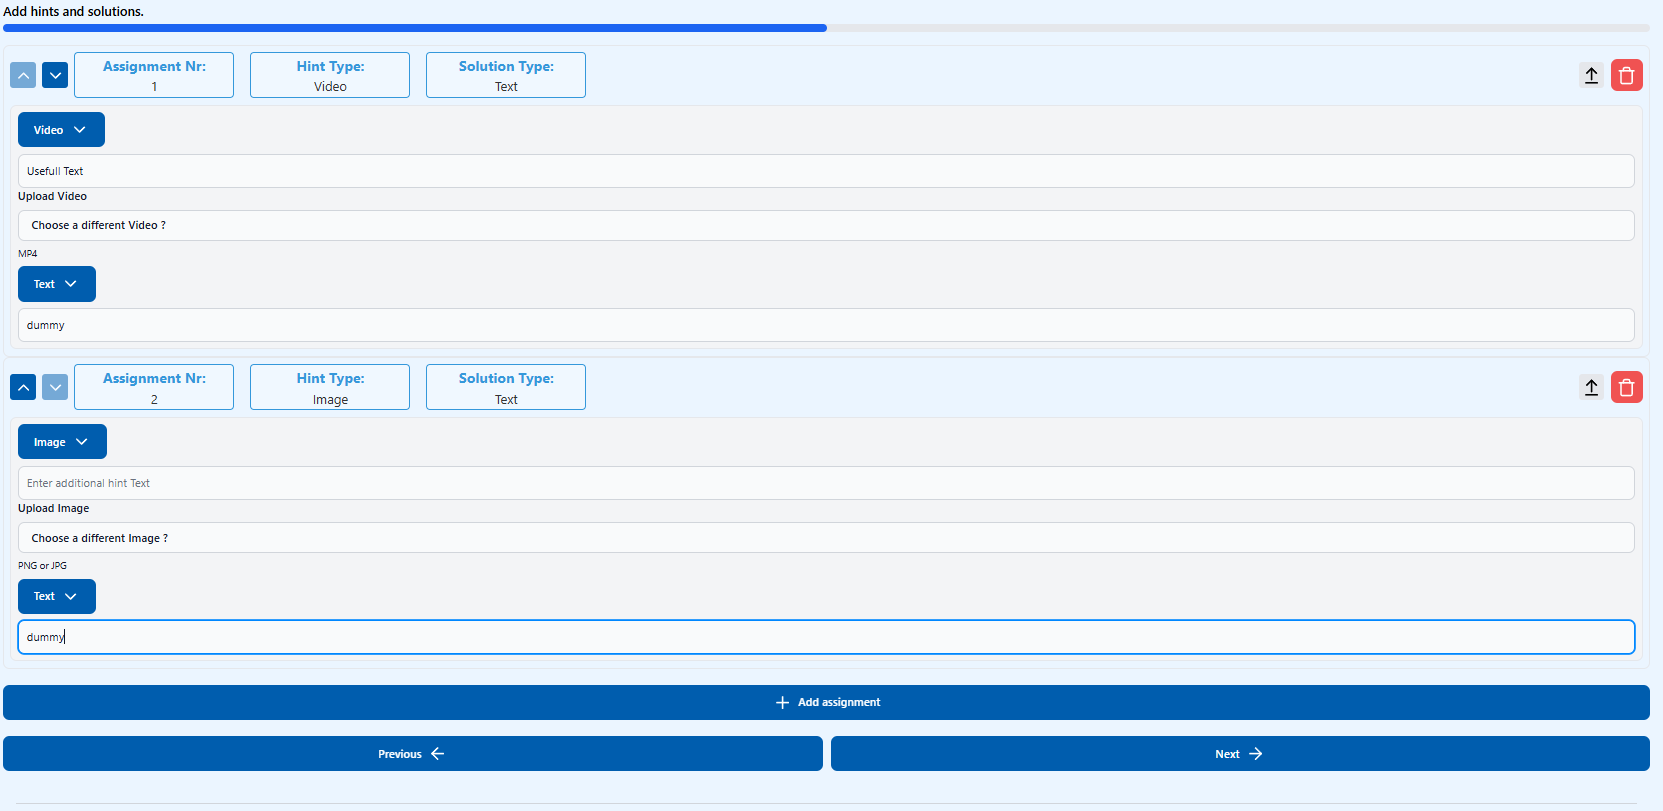 Add hints and solutions.
Assignment Nr:
1
Hint Type:
Video
Solution Type:
Text
Video
Usefull Text
Upload Video
Choose a different Video ?
MP4
Text
dummy
Assignment Nr:
2
Hint Type:
Image
Solution Type:
Text
Image
Enter additional hint Text
Upload Image
Choose a different Image ?
PNG or JPG
Text
dummy
Add assignment
Previous
Next